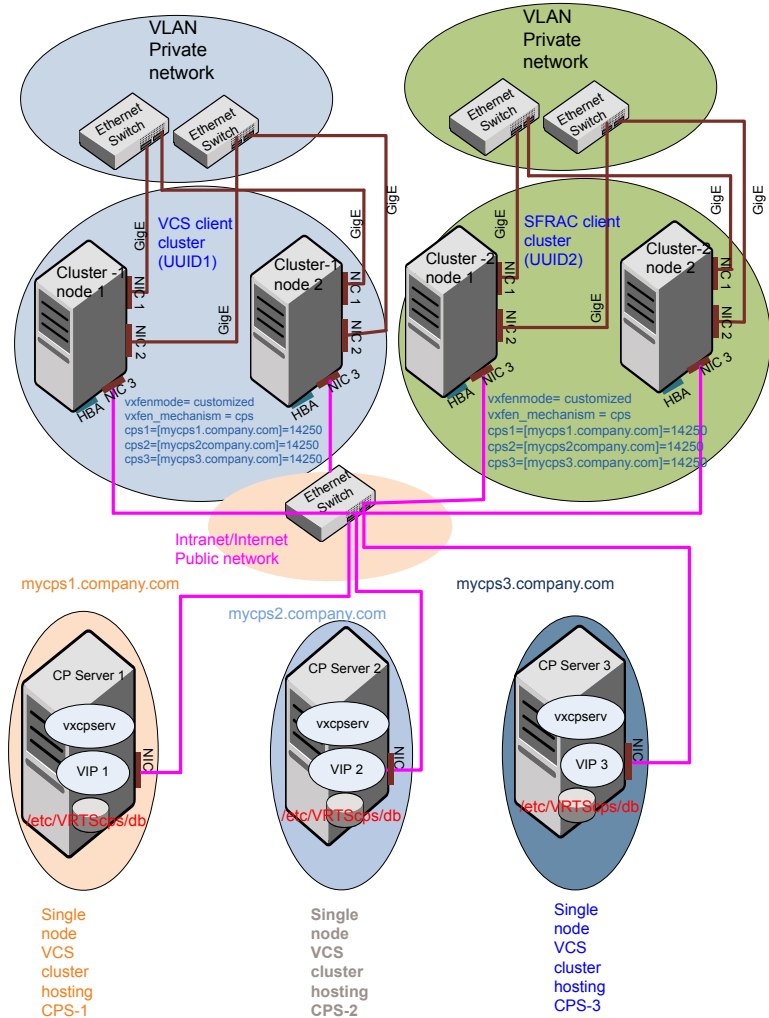 VLAN
Private
network
VLAN
Private
network
Ethernet
Switch
Ethernet
Switch
Ethernet
Switch
Ethernet
Switch
GigE
GigE
GigE
GigE
GigE
GigE
GigE
GigE
VCS client
cluster
(UUID1)
SFRAC client
cluster
(UUID2)
Cluster -1
node 1
NIC 1
NIC 2
NIC 3
HBA
Cluster-1
node 2
NIC 1
NIC 2
NIC 3
HBA
Cluster -2
node 1
NIC 1
NIC 2
NIC 3
HBA
Cluster-2
node 2
NIC 1
NIC 2
NIC 3
HBA
vxfenmode= customized
vxfen_mechanism = cps
cps1=[mycps1.company.com]=14250
cps2=[mycps2company.com]=14250
cps3=[mycps3.company.com]=14250
vxfenmode= customized
vxfen_mechanism = cps
cps1=[mycps1.company.com]=14250
cps2=[mycps2company.com]=14250
cps3=[mycps3.company.com]=14250
Ethernet
Switch
Intranet/Internet
Public network
mycps1.company.com
mycps2.company.com
mycps3.company.com
CP Server 1
vxcpserv
VIP 1
NIC
/etc/VRTScps/db
CP Server 2
vxcpserv
VIP 2
NIC
/etc/VRTScps/db
CP Server 3
vxcpserv
VIP 3
NIC
/etc/VRTScps/db
Single
node
VCS
cluster
hosting
CPS-1
Single
node
VCS
cluster
hosting
CPS-2
Single
node
VCS
cluster
hosting
CPS-3